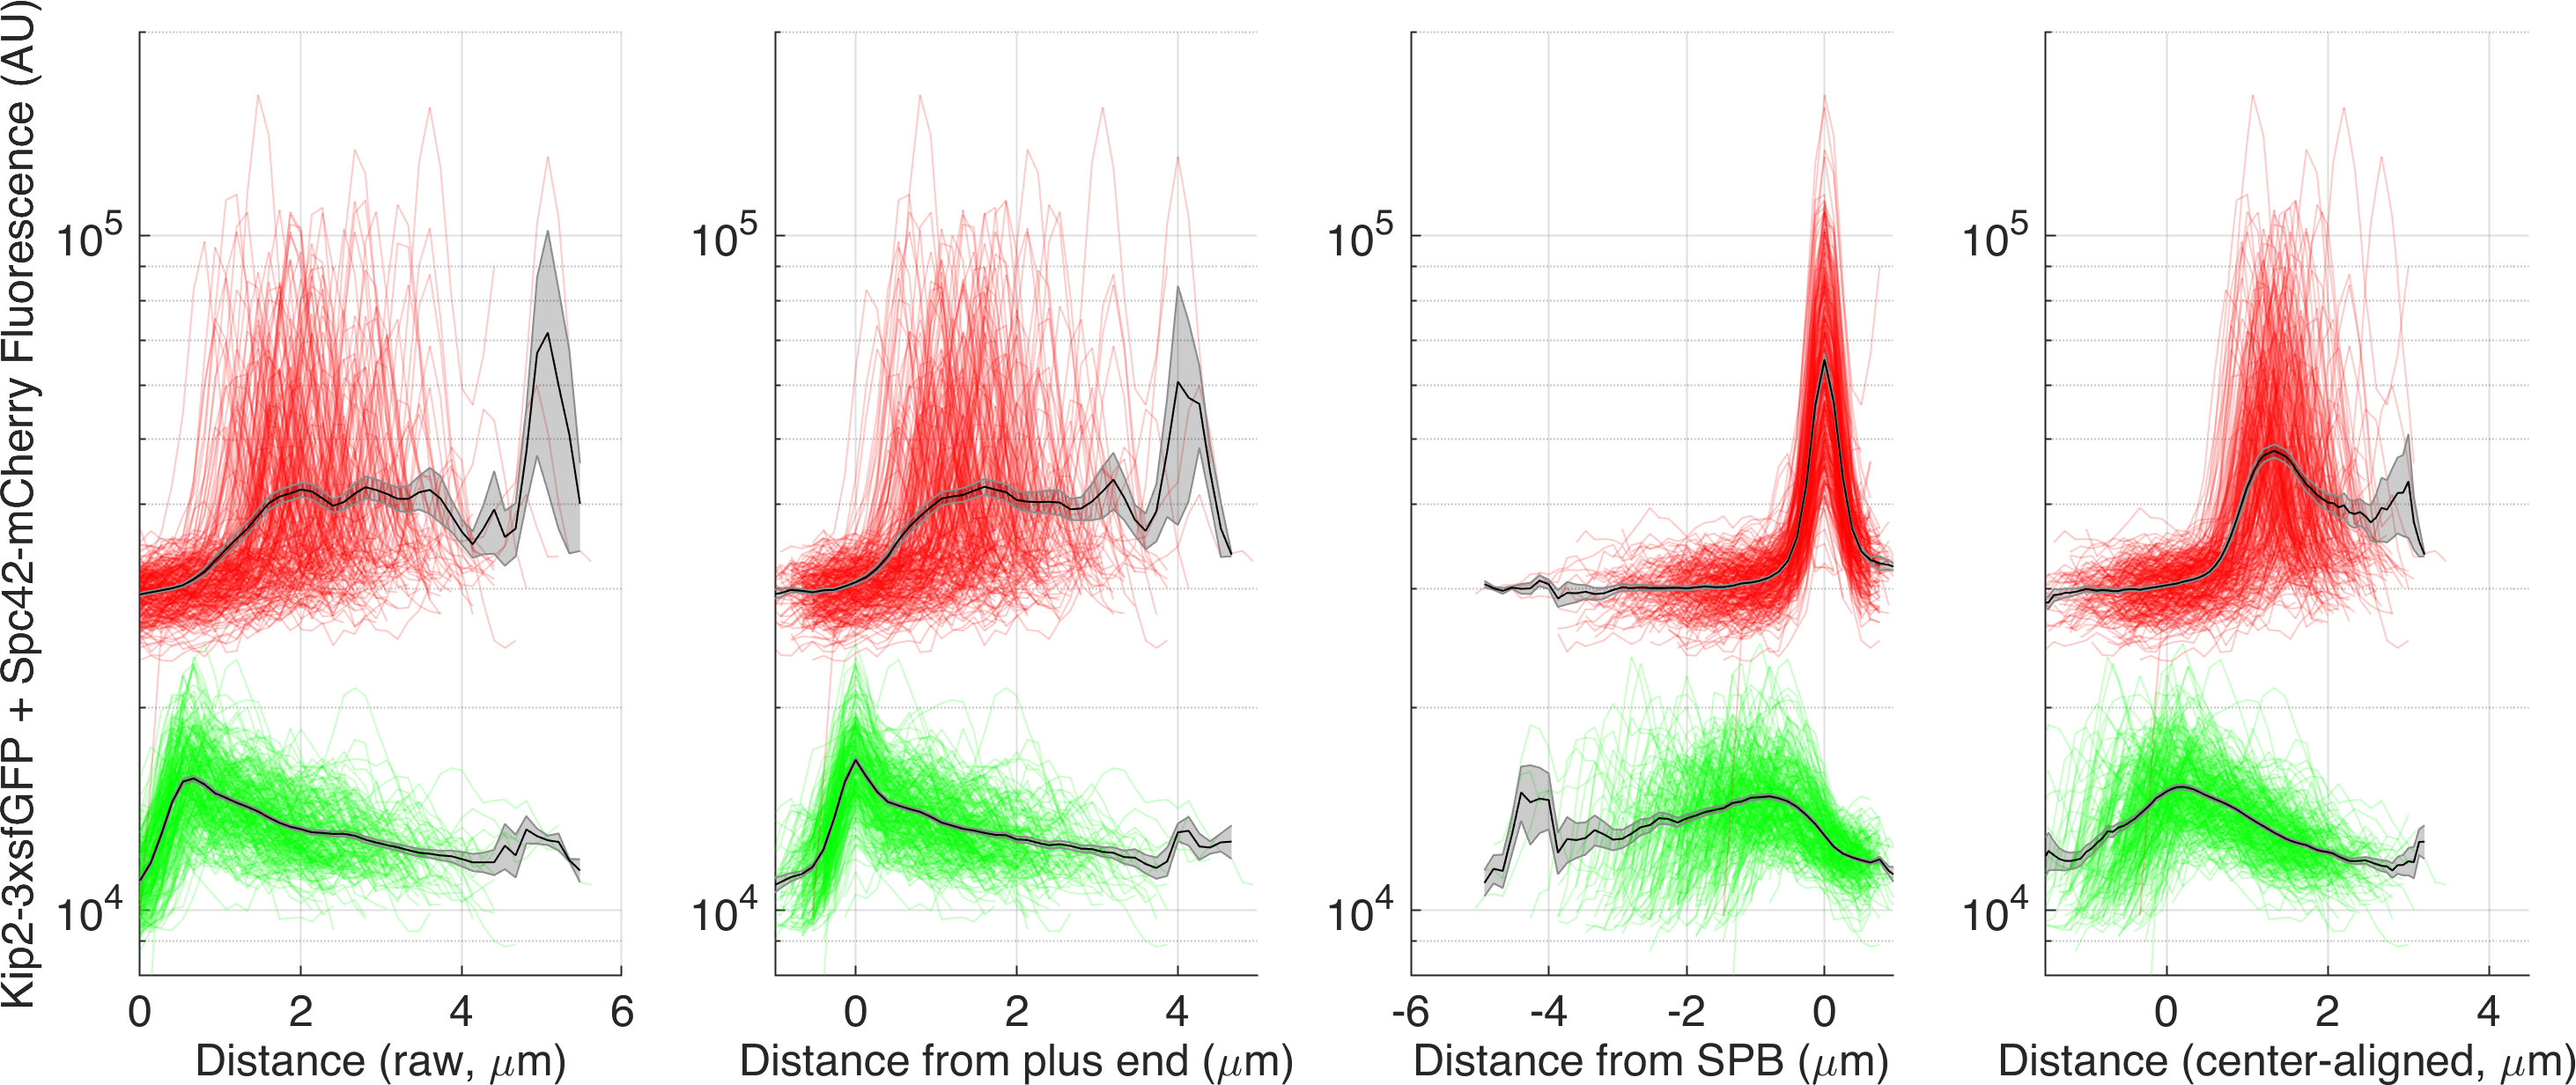 Kip2-3xsfGFP + Spc42-mCherry Fluorescence (AU)
10^5 10^5 10^5 10^5
10^4 10^4 10^4 10^4
0 2 4 6 0 2 4 -6 -4 -2 0 0 2 4
Distance (raw, μm) Distance from plus end (μm) Distance from SPB (μm) Distance (center-aligned, μm)